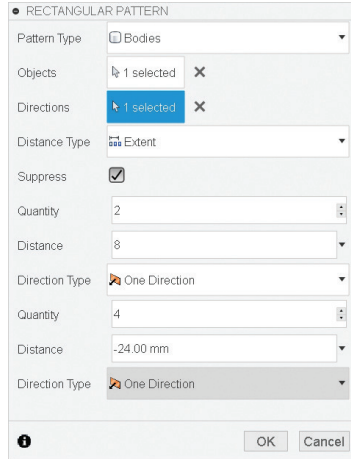 RECTANGULAR PATTERN
Pattern Type Bodies
Objects 1 selected
Directions 1 selected
Distance Type Extent
Suppress
Quantity 2
Distance 8
Direction Type One Direction
Quantity 4
Distance -24.00 mm
Direction Type One Direction
OK Cancel